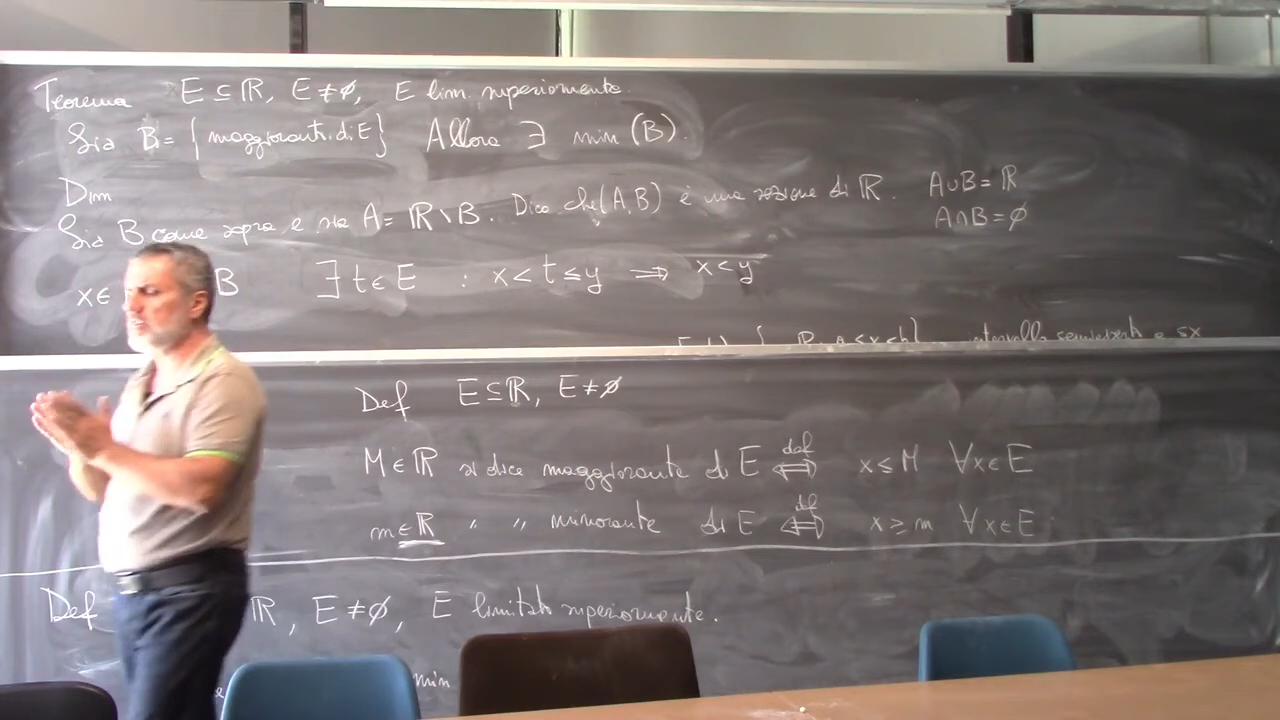 Teorema E ⊆ ℝ, E ≠ ∅, E lim. superiormente.
Sia B = { maggioranti di E } Allora ∃ min (B).
Dim
Sia B come sopra e sia A = ℝ \ B. Dico che (A, B) è una sezione di ℝ. A∪B = ℝ
A∩B = ∅
x ∈ B ∃ t ∈ E : x < t ≤ y ⟹ x < y
intervallo semiaperto a sx
Def E ⊆ ℝ, E ≠ ∅
M ∈ ℝ si dice maggiorante di E ⟺ def x ≤ M ∀x ∈ E
m ∈ ℝ " " minorante di E ⟺ def x ≥ m ∀x ∈ E
Def ℝ, E ≠ ∅, E limitato superiormente.
min